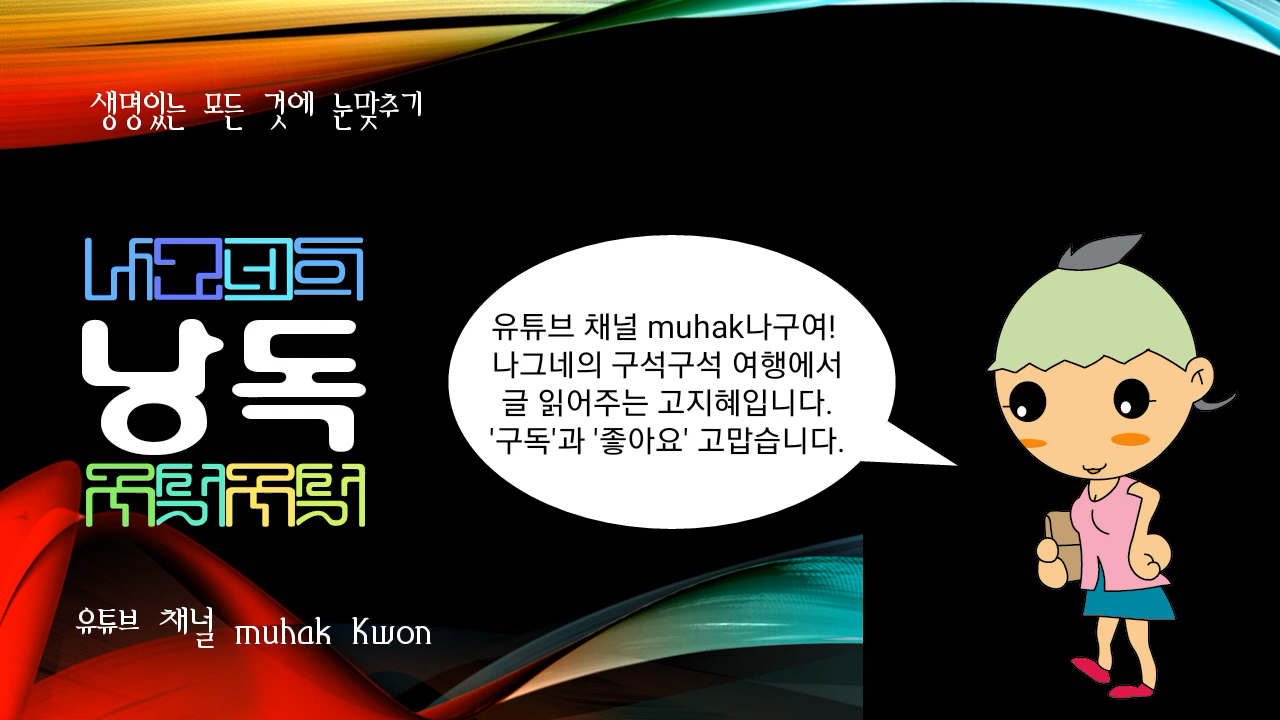 생명있는 모든 것에 눈맞추기
나그네의
낭독
구석구석
유튜브 채널 muhak나구여!
나그네의 구석구석 여행에서
글 읽어주는 고지혜입니다.
'구독'과 '좋아요' 고맙습니다.
유튜브 채널 muhak Kwon